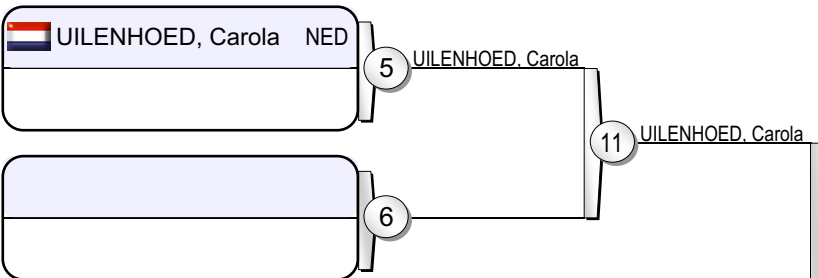 UILENHOED, Carola NED
5
UILENHOED, Carola
11
UILENHOED, Carola
6